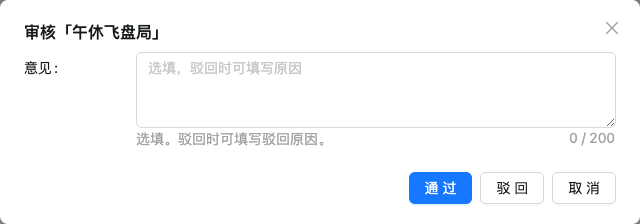 审核「午休飞盘局」
意见：
选填，驳回时可填写原因
选填。驳回时可填写驳回原因。
0 / 200
通 过
驳 回
取 消